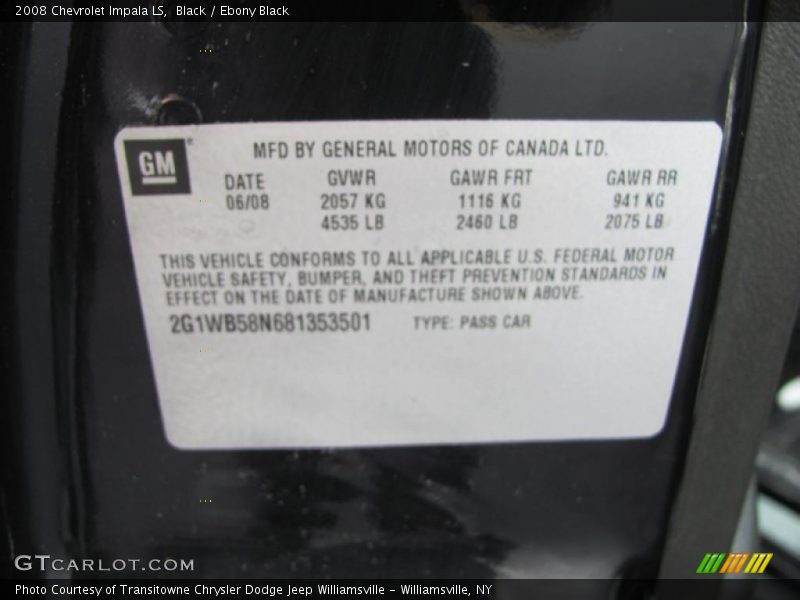 2008 Chevrolet Impala LS, Black / Ebony Black
GM
MFD BY GENERAL MOTORS OF CANADA LTD.
DATE GVWR GAWR FRT GAWR RR
06/08 2057 KG 1116 KG 941 KG
4535 LB 2460 LB 2075 LB
THIS VEHICLE CONFORMS TO ALL APPLICABLE U.S. FEDERAL MOTOR
VEHICLE SAFETY, BUMPER, AND THEFT PREVENTION STANDARDS IN
EFFECT ON THE DATE OF MANUFACTURE SHOWN ABOVE.
2G1WB58N681353501 TYPE: PASS CAR
GTCARLOT.COM
Photo Courtesy of Transitowne Chrysler Dodge Jeep Williamsville - Williamsville, NY